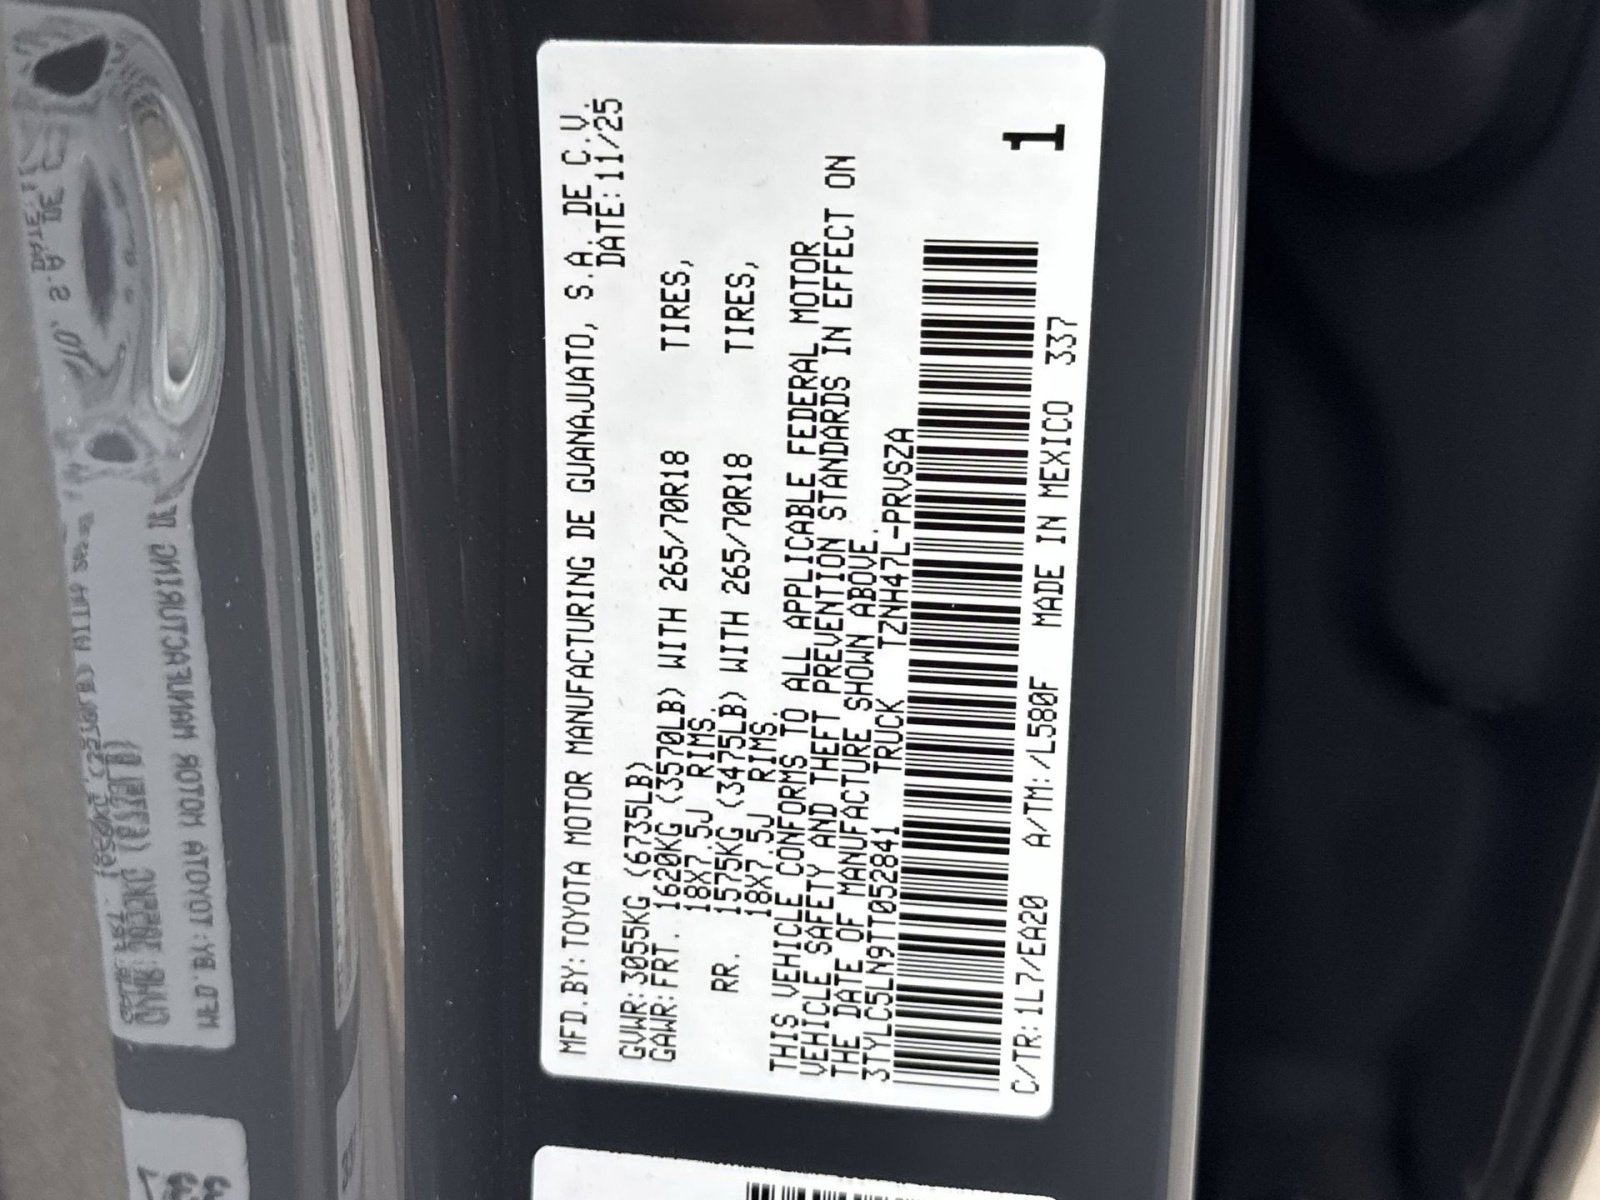 MFD.BY:TOYOTA MOTOR MANUFACTURING DE GUANAJUATO, S.A. DE C.V.
DATE:11/25
GVWR:3055KG (6735LB)
GAWR:FRT. 1620KG (3570LB) WITH 265/70R18 TIRES,
18X7.5J RIMS.
RR. 1575KG (3475LB) WITH 265/70R18 TIRES,
18X7.5J RIMS.
THIS VEHICLE CONFORMS TO ALL APPLICABLE FEDERAL MOTOR
VEHICLE SAFETY AND THEFT PREVENTION STANDARDS IN EFFECT ON
THE DATE OF MANUFACTURE SHOWN ABOVE.
3TYLC5LN9TT052841 TRUCK TZNH47L-PRVSZA
C/TR:1L7/EA20 A/TM:/L580F MADE IN MEXICO 337
1